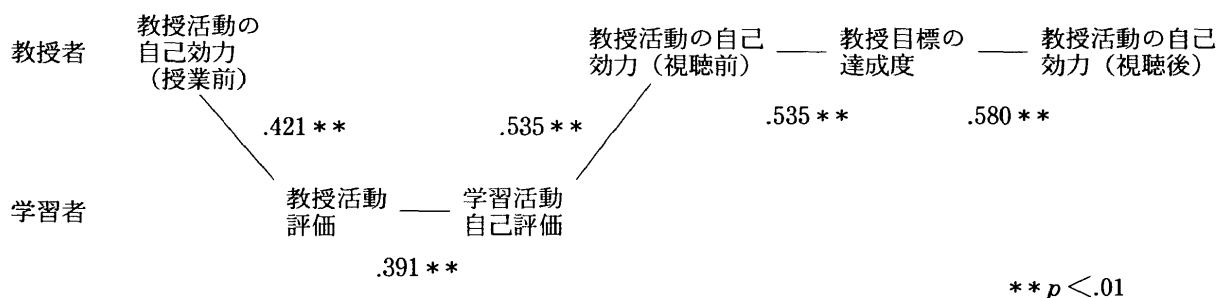 教授者
教授活動の
自己効力
（授業前）
教授活動の自己
効力（視聴前）
教授目標の
達成度
教授活動の自己
効力（視聴後）
.421＊＊
.535＊＊
.535＊＊
.580＊＊
学習者
教授活動
評価
学習活動
自己評価
.391＊＊
＊＊p＜.01